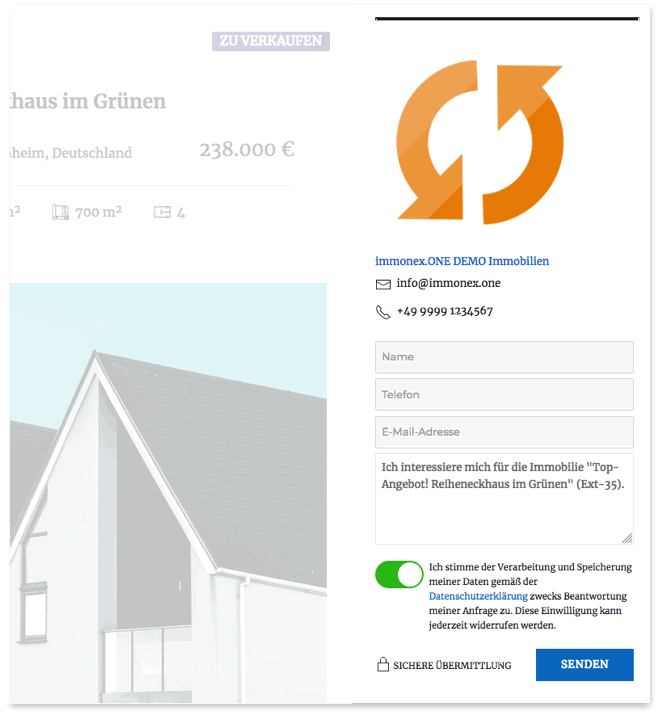 ZU VERKAUFEN
khaus im Grünen
nheim, Deutschland
238.000 €
m²
700 m²
4
immonex.ONE DEMO Immobilien
info@immonex.one
+49 9999 1234567
Name
Telefon
E-Mail-Adresse
Ich interessiere mich für die Immobilie "Top-
Angebot! Reiheneckhaus im Grünen" (Ext-35).
Ich stimme der Verarbeitung und Speicherung
meiner Daten gemäß der
Datenschutzerklärung zwecks Beantwortung
meiner Anfrage zu. Diese Einwilligung kann
jederzeit widerrufen werden.
SICHERE ÜBERMITTLUNG
SENDEN